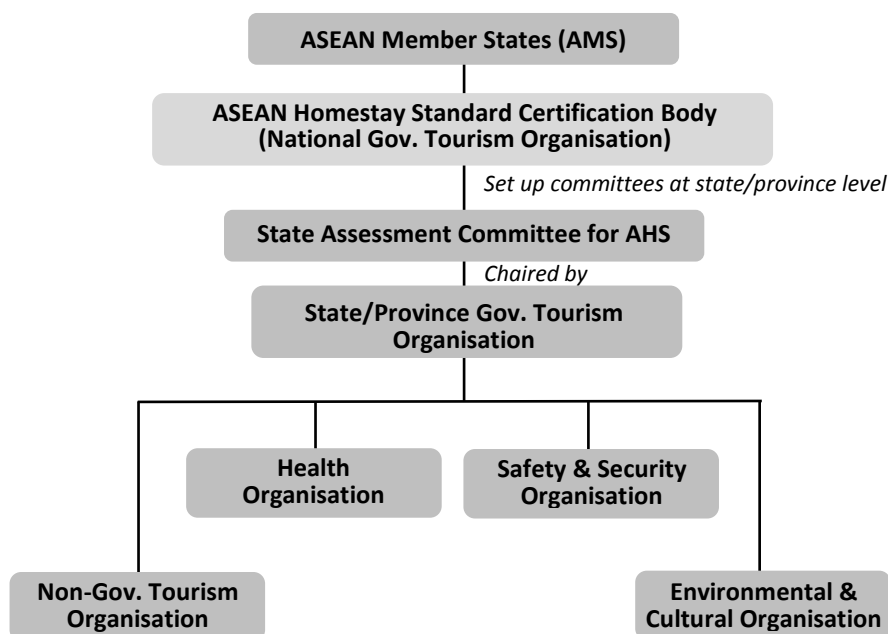 ASEAN Member States (AMS)
ASEAN Homestay Standard Certification Body
(National Gov. Tourism Organisation)
Set up committees at state/province level
State Assessment Committee for AHS
Chaired by
State/Province Gov. Tourism
Organisation
Health
Organisation
Safety & Security
Organisation
Non-Gov. Tourism
Organisation
Environmental &
Cultural Organisation